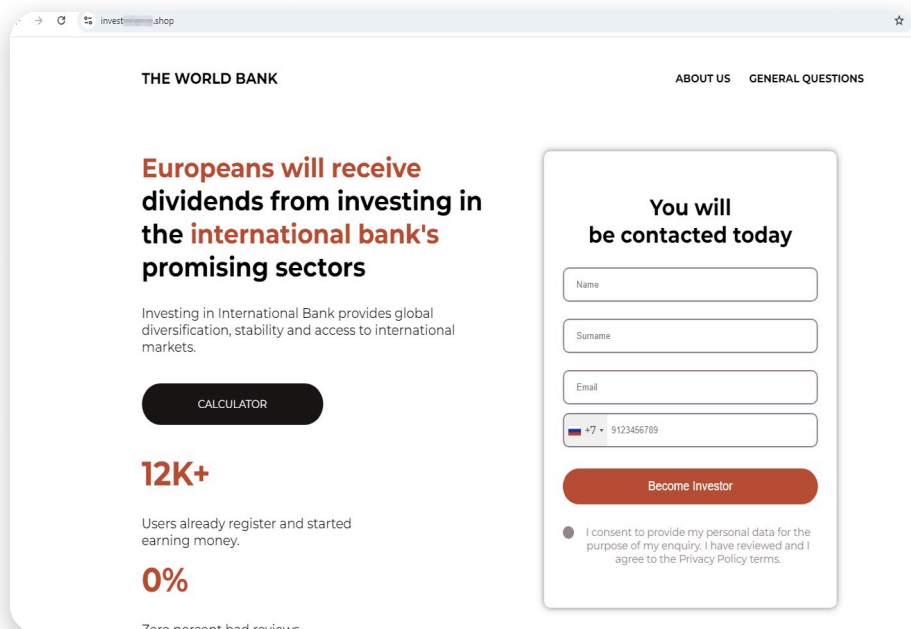 .shop
THE WORLD BANK
ABOUT US GENERAL QUESTIONS
Europeans will receive
dividends from investing in
the international bank's
promising sectors
Investing in International Bank provides global
diversification, stability and access to international
markets.
CALCULATOR
12K+
Users already register and started
earning money.
0%
Zero percent bad reviews
You will
be contacted today
Name
Surname
Email
+7 9123456789
Become Investor
I consent to provide my personal data for the
purpose of my enquiry. I have reviewed and I
agree to the Privacy Policy terms.